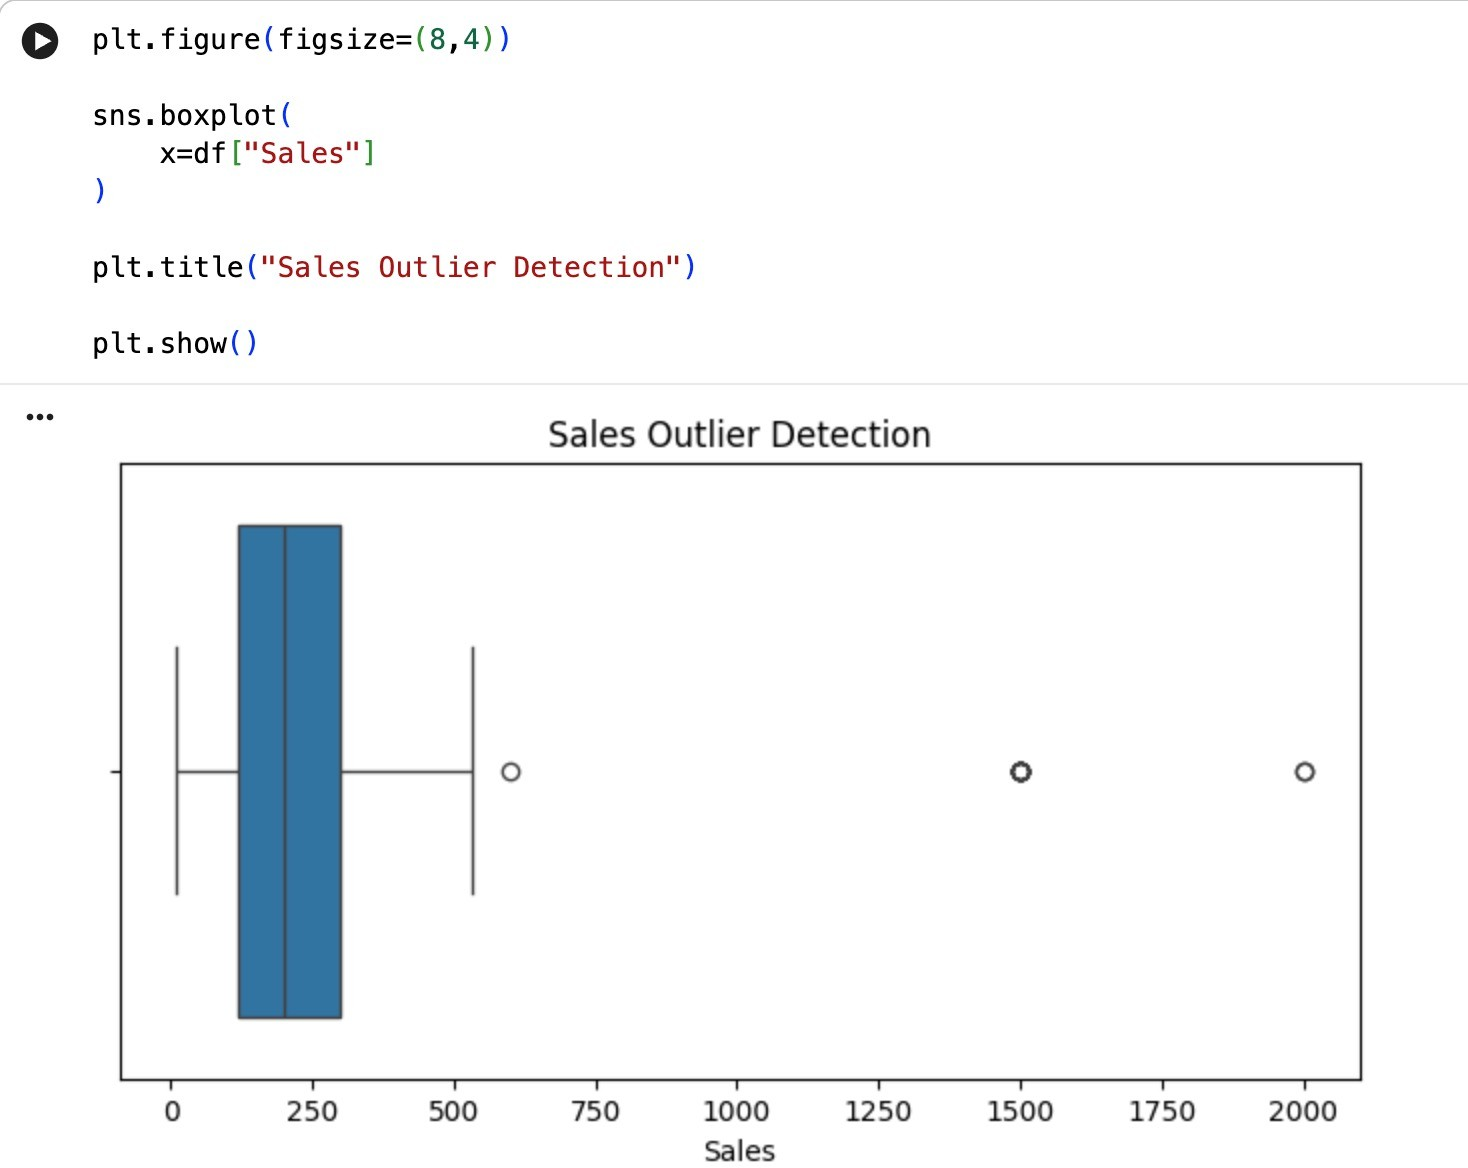 plt.figure(figsize=(8,4))
sns.boxplot(
    x=df["Sales"]
)
plt.title("Sales Outlier Detection")
plt.show()
Sales Outlier Detection
0 250 500 750 1000 1250 1500 1750 2000
Sales